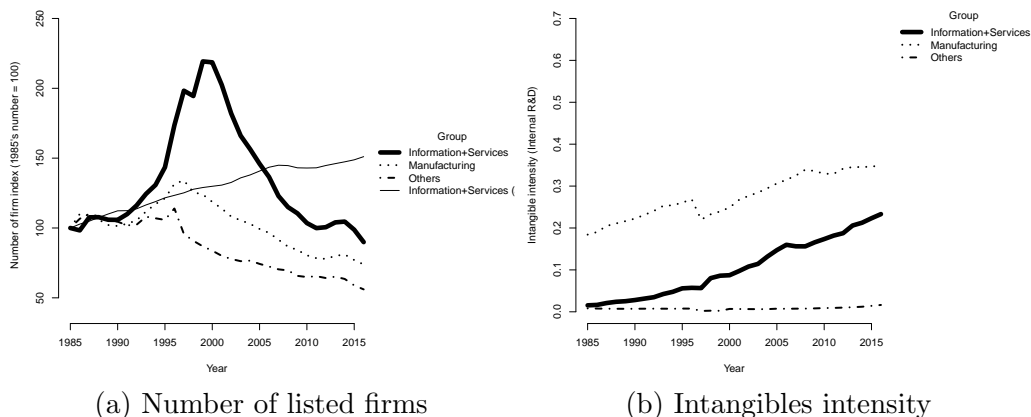 Number of firm index (1985's number = 100)
250
200
150
100
50
1985 1990 1995 2000 2005 2010 2015
Year
Group
Information+Services
Manufacturing
Others
Information+Services (
(a) Number of listed firms
Intangible intensity (Internal R&D)
0.7
0.6
0.5
0.4
0.3
0.2
0.1
0.0
1985 1990 1995 2000 2005 2010 2015
Year
Group
Information+Services
Manufacturing
Others
(b) Intangibles intensity